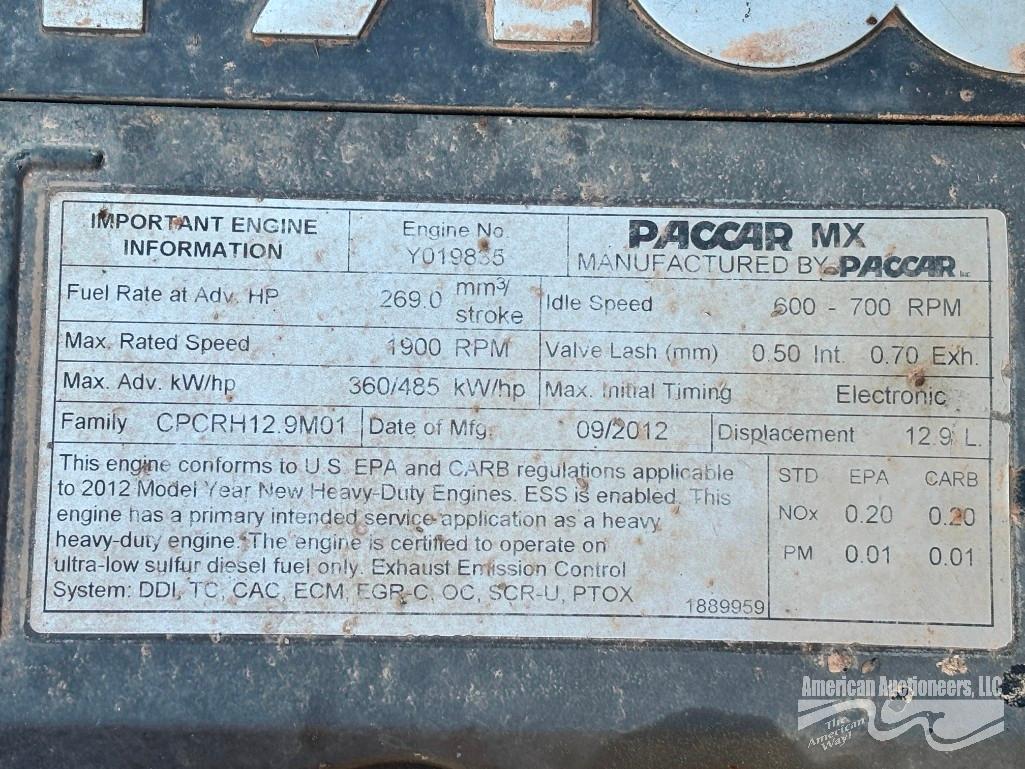 IMPORTANT ENGINE INFORMATION
Engine No.
Y019835
PACCAR MX
MANUFACTURED BY PACCAR Inc
Fuel Rate at Adv. HP 269.0 mm3/stroke
Idle Speed 600 - 700 RPM
Max. Rated Speed 1900 RPM
Valve Lash (mm) 0.50 Int. 0.70 Exh.
Max. Adv. kW/hp 360/485 kW/hp
Max. Initial Timing Electronic
Family CPCRH12.9M01
Date of Mfg. 09/2012
Displacement 12.9 L.
This engine conforms to U.S. EPA and CARB regulations applicable
to 2012 Model Year New Heavy-Duty Engines. ESS is enabled. This
engine has a primary intended service application as a heavy
heavy-duty engine. The engine is certified to operate on
ultra-low sulfur diesel fuel only. Exhaust Emission Control
System: DDI, TC, CAC, ECM, EGR-C, OC, SCR-U, PTOX
1889959
STD EPA CARB
NOx 0.20 0.20
PM 0.01 0.01
American Auctioneers, LLC
The American Way!